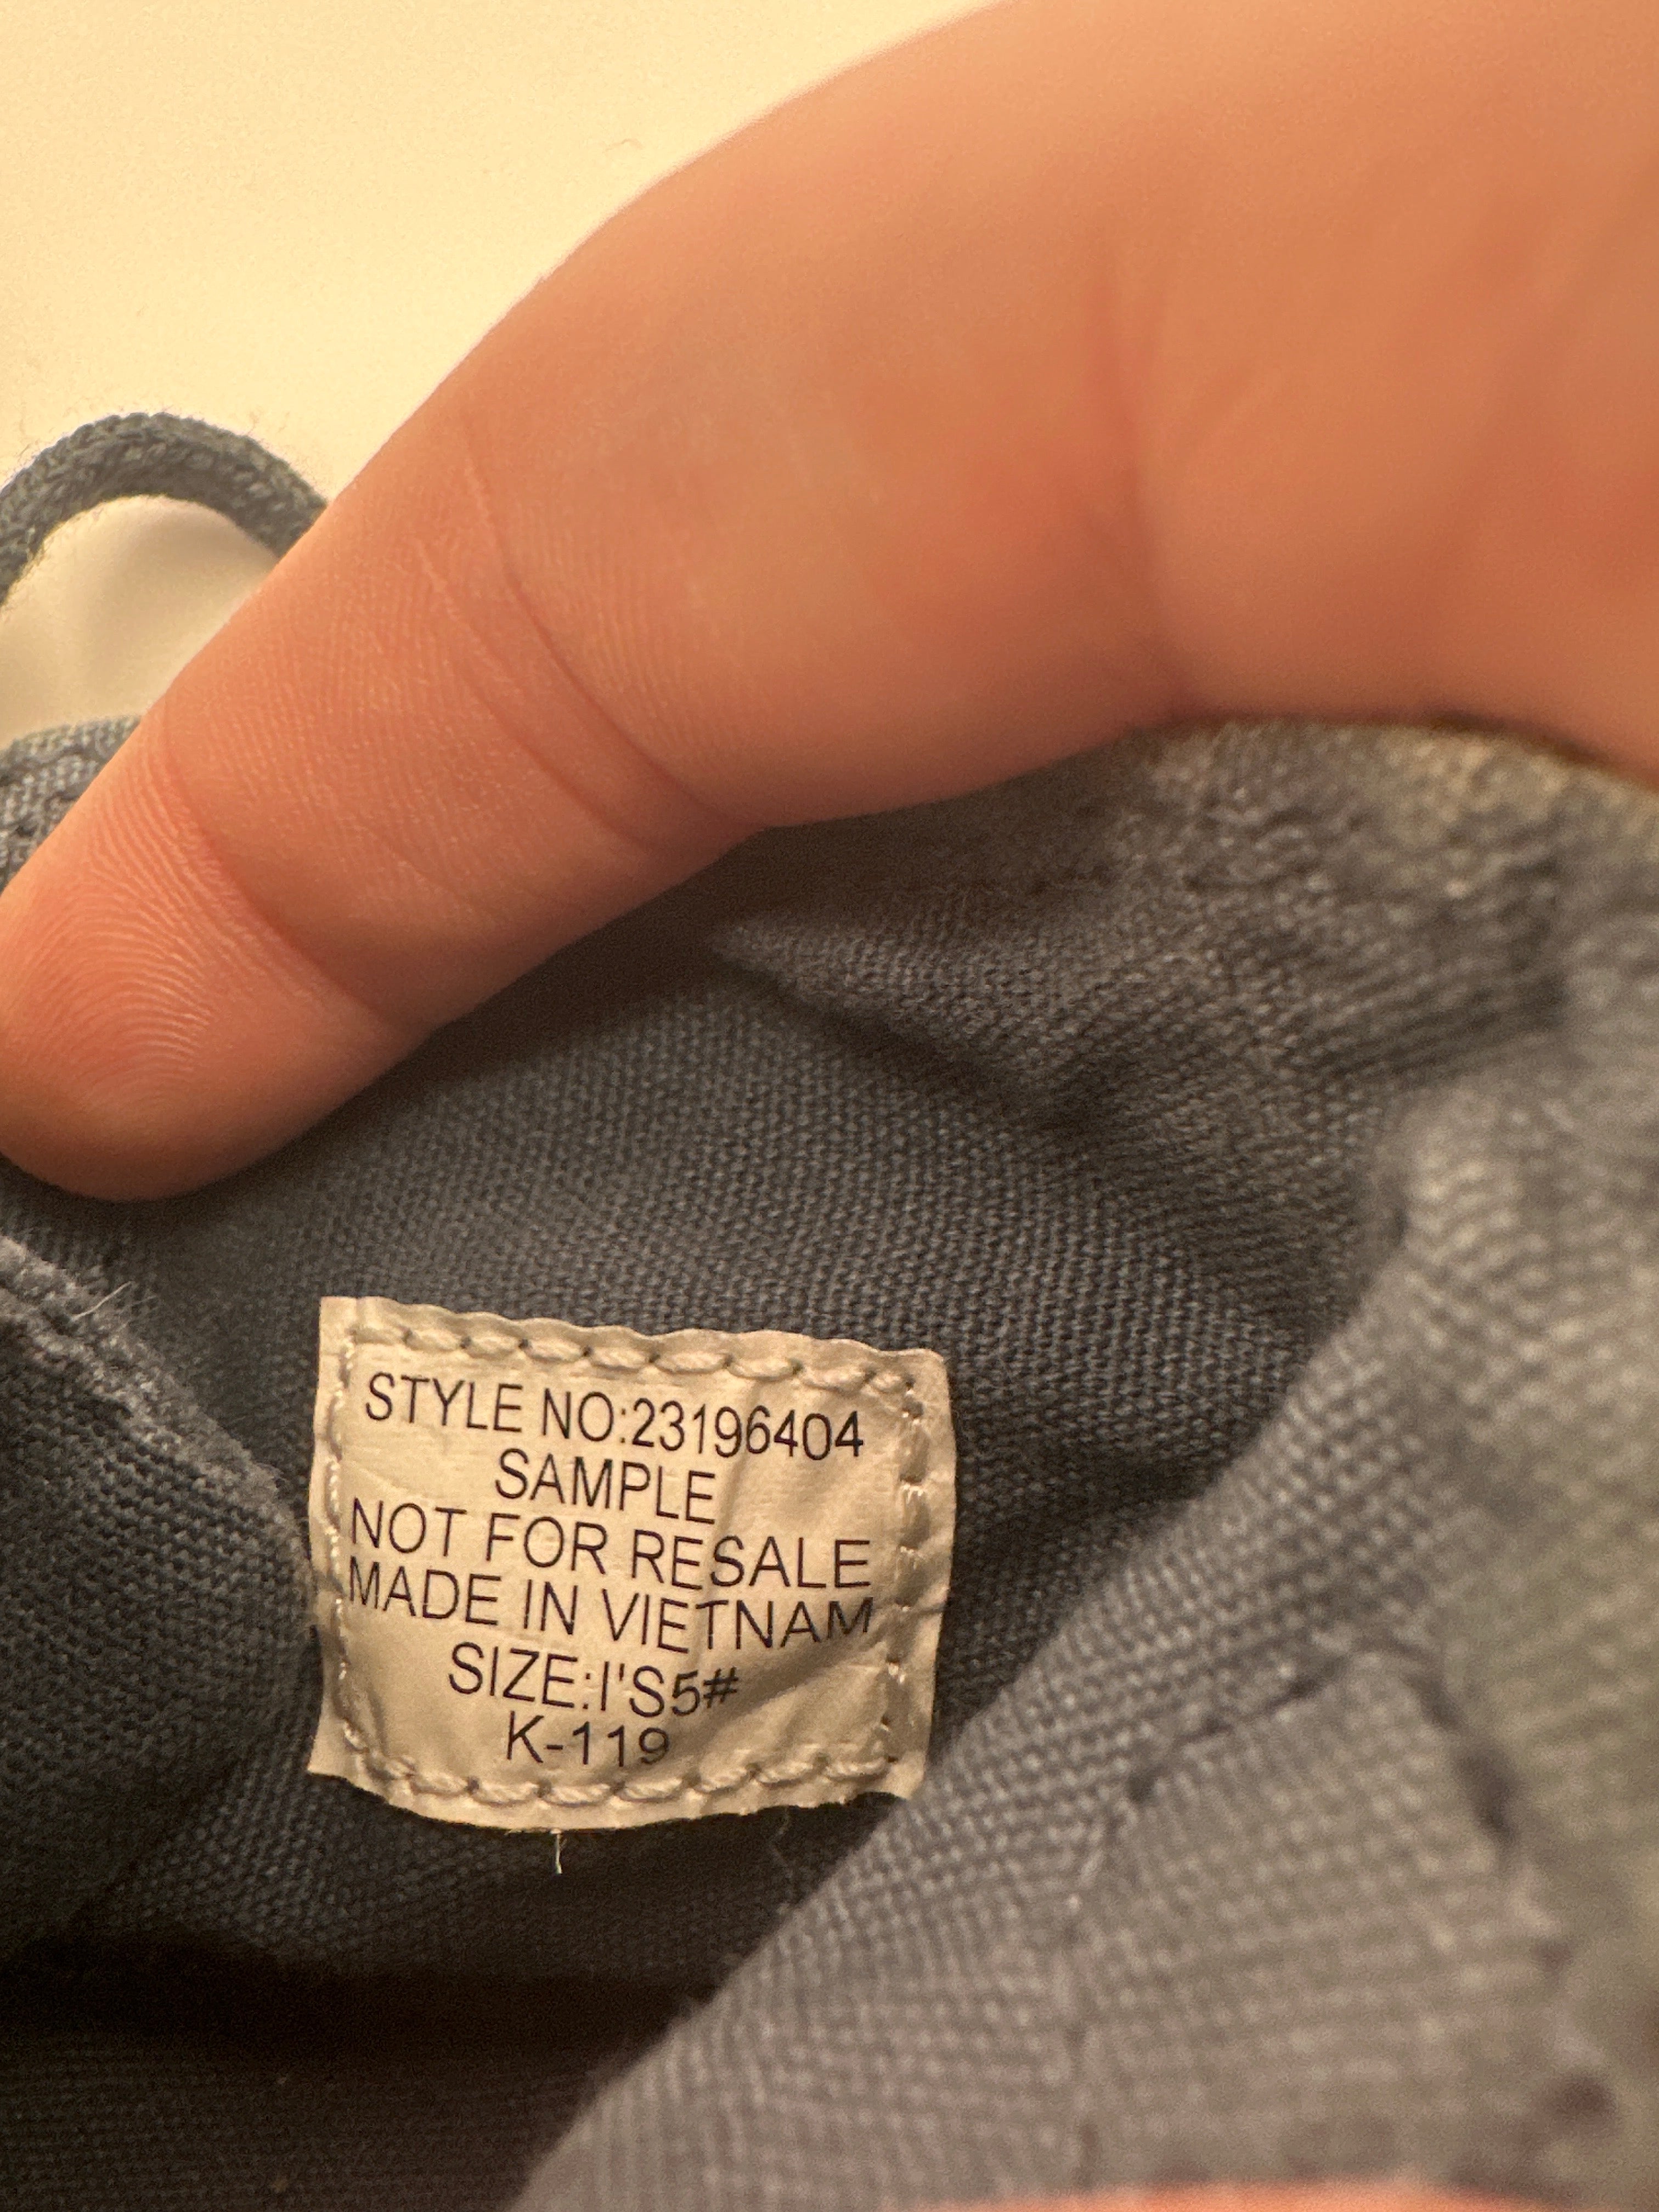 STYLE NO:23196404
SAMPLE
NOT FOR RESALE
MADE IN VIETNAM
SIZE:I'S5#
K-119